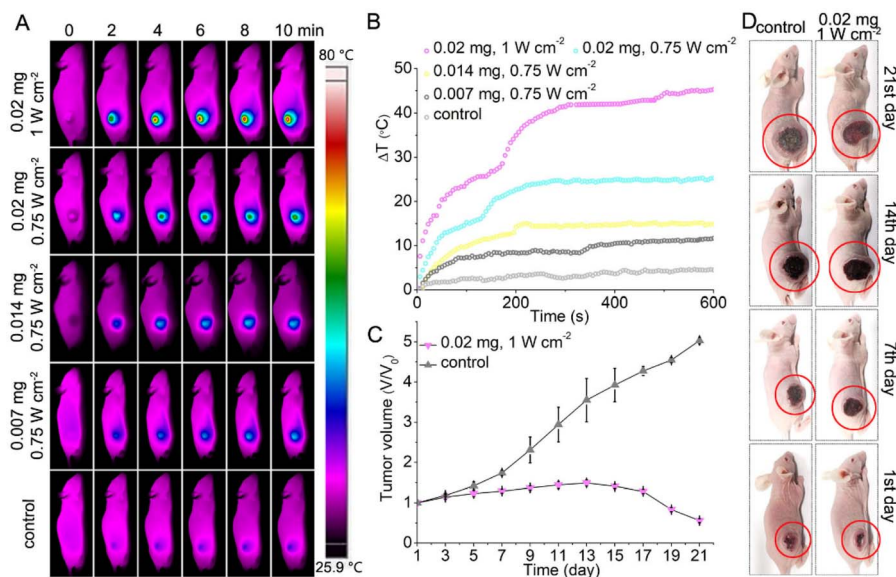 A
0 2 4 6 8 10 min
0.02 mg
1 W cm⁻²
0.02 mg
0.75 W cm⁻²
0.014 mg
0.75 W cm⁻²
0.007 mg
0.75 W cm⁻²
control
80 °C
25.9 °C
B
0.02 mg, 1 W cm⁻²
0.02 mg, 0.75 W cm⁻²
0.014 mg, 0.75 W cm⁻²
0.007 mg, 0.75 W cm⁻²
control
ΔT (°C)
50
40
30
20
10
0
0 200 400 600
Time (s)
C
0.02 mg, 1 W cm⁻²
control
Tumor volume (V/V₀)
6
5
4
3
2
1
0
1 3 5 7 9 11 13 15 17 19 21
Time (day)
D
control
0.02 mg
1 W cm⁻²
21st day
14th day
7th day
1st day